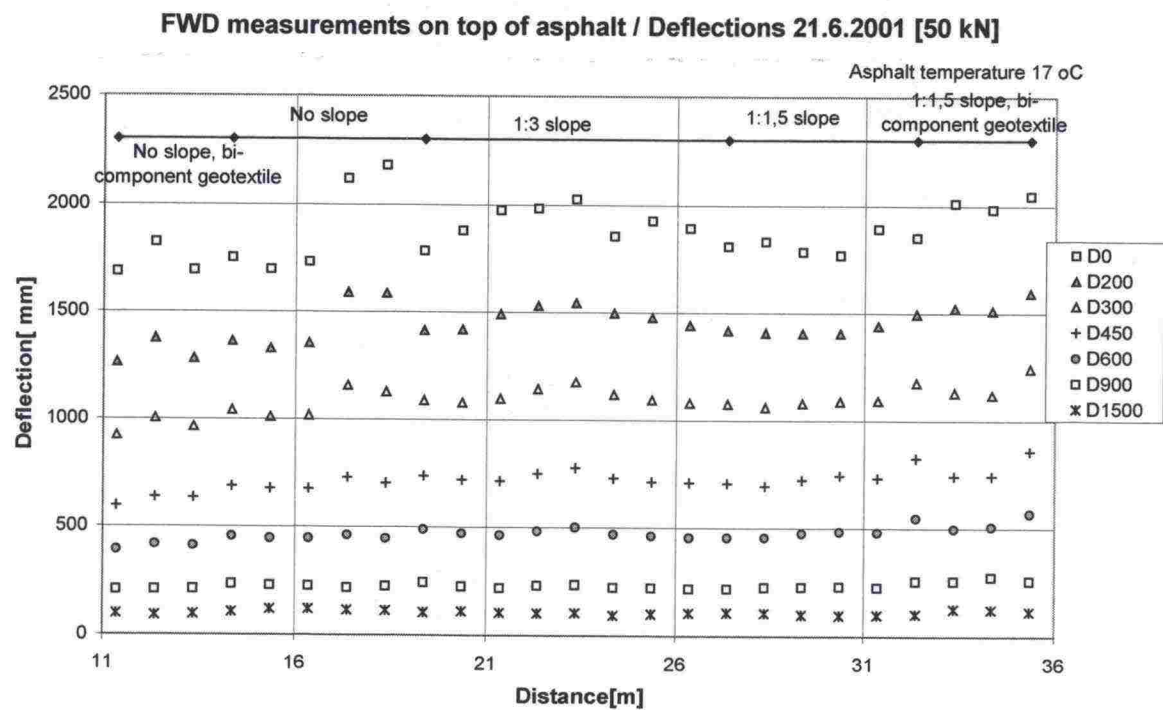 FWD measurements on top of asphalt / Deflections 21.6.2001 [50 kN]
Asphalt temperature 17 oC
2500
No slope
1:3 slope
1:1,5 slope
1:1,5 slope, bi-
component geotextile
No slope, bi-
component geotextile
2000
1500
1000
500
0
Deflection[ mm]
D0
D200
D300
D450
D600
D900
D1500
11
16
21
26
31
36
Distance[m]